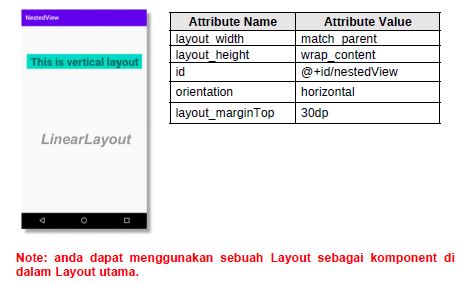 NestedView
This is vertical layout
LinearLayout
Attribute Name Attribute Value
layout_width match_parent
layout_height wrap_content
id @+id/nestedView
orientation horizontal
layout_marginTop 30dp
Note: anda dapat menggunakan sebuah Layout sebagai komponent di
dalam Layout utama.